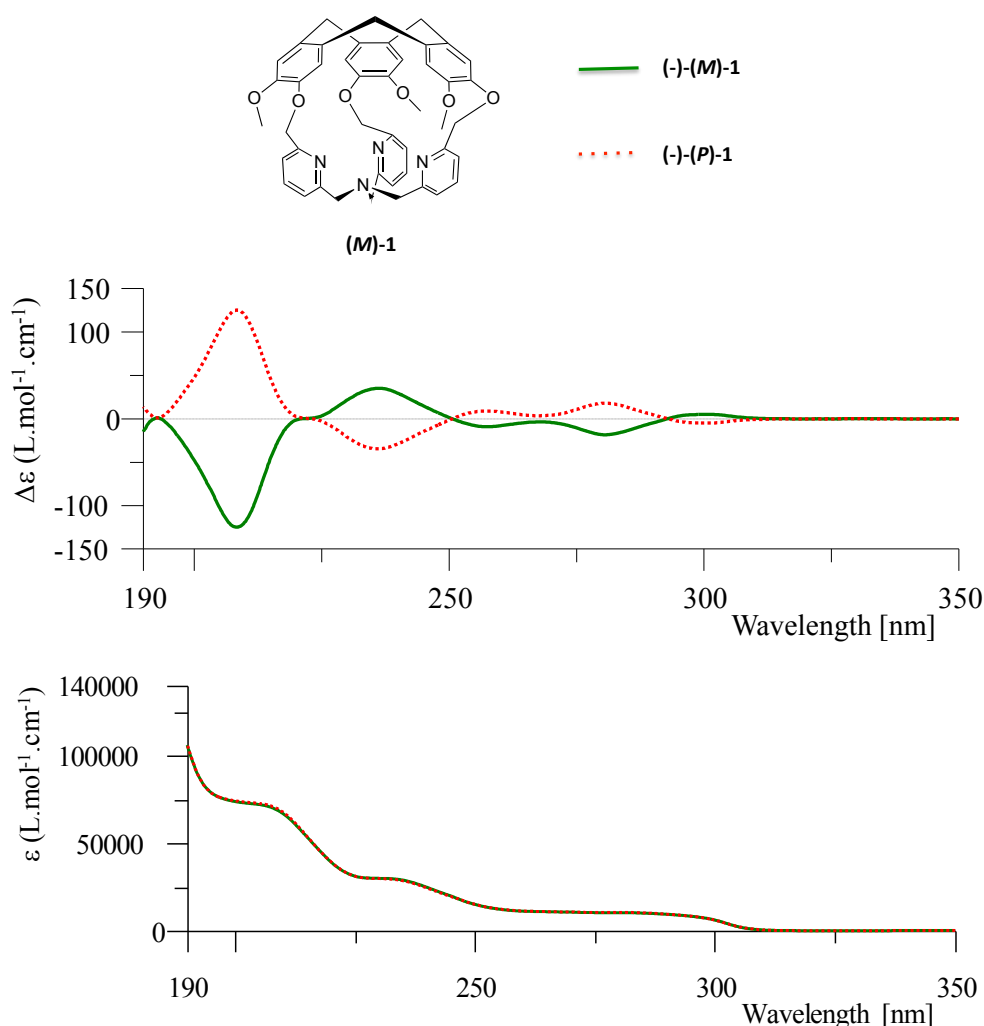 (-)-(M)-1
(-)-(P)-1
O
O
O
O
O
O
N
N
N
N
(M)-1
Δε (L.mol-1.cm-1)
150
100
0
-100
-150
190
250
300
350
Wavelength [nm]
ε (L.mol-1.cm-1)
140000
100000
50000
0
190
250
300
350
Wavelength [nm]